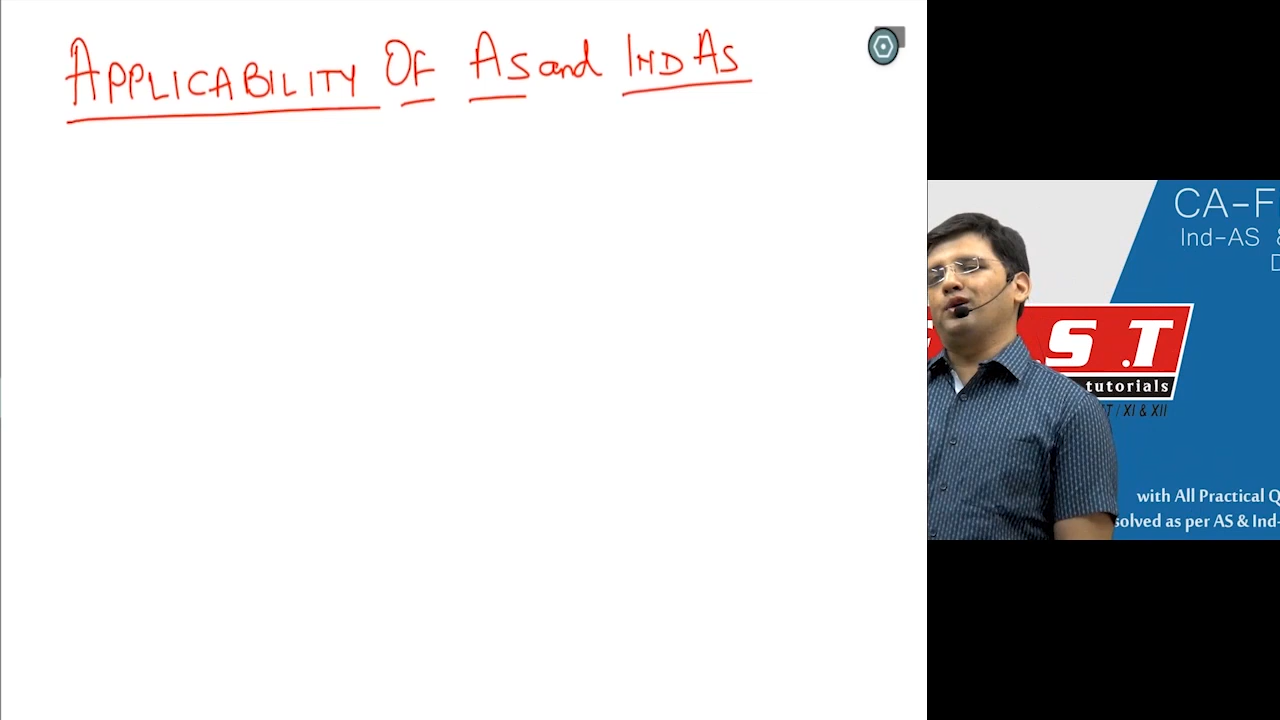 APPLICABILITY OF AS and IND AS
CA-F
Ind-AS &
S.T
tutorials
/ XI & XII
with All Practical Q
solved as per AS & Ind-